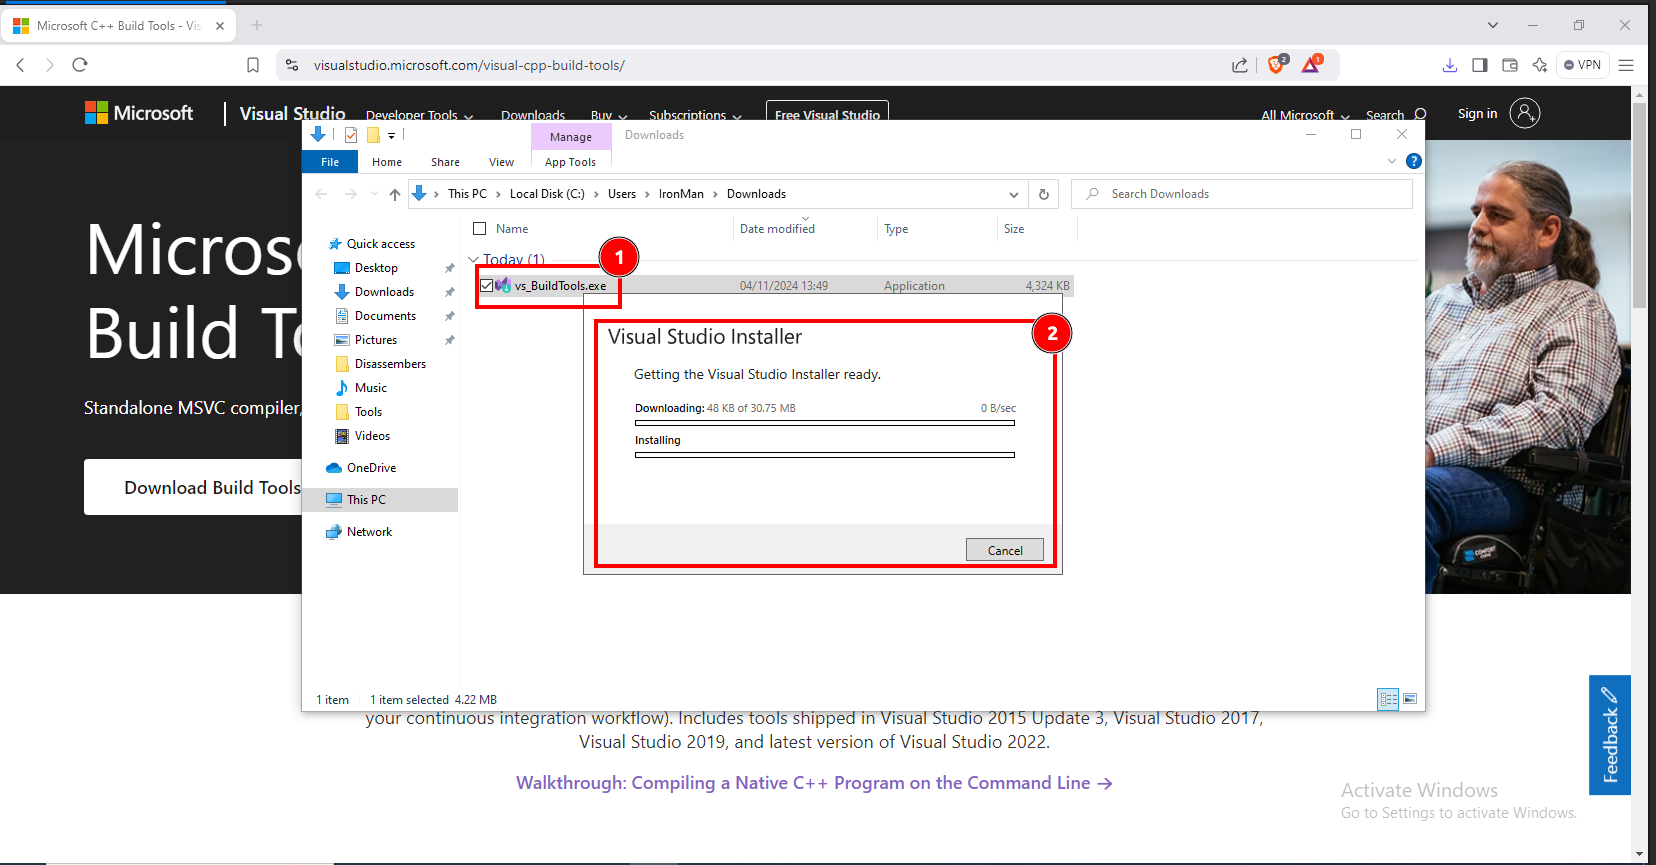 Microsoft C++ Build Tools - Vis
visualstudio.microsoft.com/visual-cpp-build-tools/
2
1
VPN
Microsoft
Visual Studio
Developer Tools
Downloads
Buy
Subscriptions
Free Visual Studio
All Microsoft
Search
Sign in
Manage
Downloads
File
Home
Share
View
App Tools
?
This PC
Local Disk (C:)
Users
IronMan
Downloads
Search Downloads
Name
Date modified
Type
Size
Quick access
Desktop
Downloads
Documents
Pictures
Disassembers
Music
Tools
Videos
OneDrive
This PC
Network
Today (1)
1
vs_BuildTools.exe
04/11/2024 13:49
Application
4,324 KB
2
Visual Studio Installer
Getting the Visual Studio Installer ready.
Downloading: 48 KB of 30.75 MB
0 B/sec
Installing
Cancel
1 item
1 item selected 4.22 MB
Micros
Build T
Standalone MSVC compiler,
Download Build Tools
COMFORT
your continuous integration workflow). Includes tools shipped in Visual Studio 2015 Update 3, Visual Studio 2017,
Visual Studio 2019, and latest version of Visual Studio 2022.
Walkthrough: Compiling a Native C++ Program on the Command Line →
Feedback
Activate Windows
Go to Settings to activate Windows.